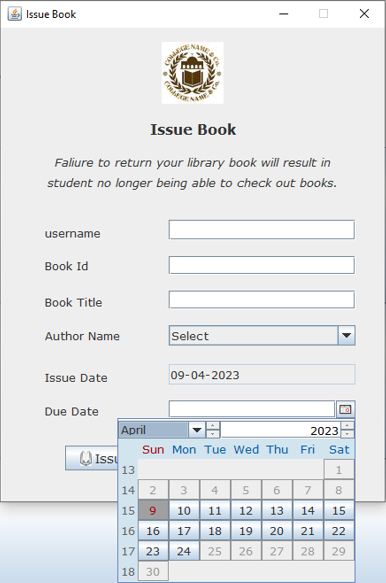 Issue Book
COLLEGE NAME & Co.
COLLEGE NAME & Co.
Issue Book
Faliure to return your library book will result in
student no longer being able to check out books.
username
Book Id
Book Title
Author Name Select
Issue Date 09-04-2023
Due Date
April 2023
Issu
Sun Mon Tue Wed Thu Fri Sat
13 1
14 2 3 4 5 6 7 8
15 9 10 11 12 13 14 15
16 16 17 18 19 20 21 22
17 23 24 25 26 27 28 29
18 30